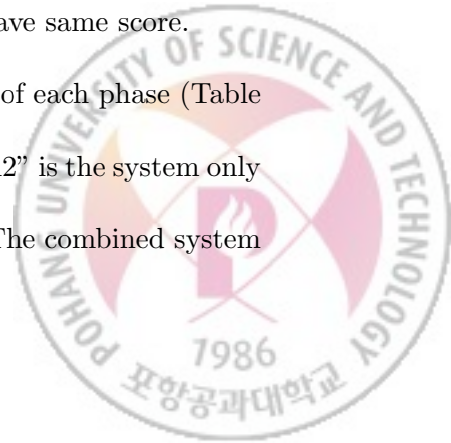 ave same score.
of each phase (Table
2” is the system only
The combined system
POHANG UNIVERSITY OF SCIENCE AND TECHNOLOGY
1986
포항공과대학교